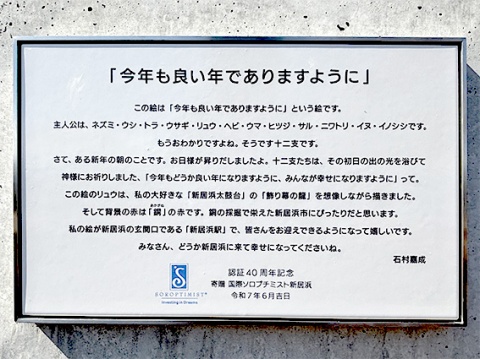 「今年も良い年でありますように」
この絵は「今年も良い年でありますように」という絵です。
主人公は、ネズミ・ウシ・トラ・ウサギ・リュウ・ヘビ・ウマ・ヒツジ・サル・ニワトリ・イヌ・イノシシです。
もうおわかりですよね。そうです十二支です。
さて、ある新年の朝のことです。お日様が昇りだしましたよ。十二支たちは、その初日の出の光を浴びて
神様にお祈りしました、「今年もどうか良い年になりますように、みんなが幸せになりますように」って。
この絵のリュウは、私の大好きな「新居浜太鼓台」の「飾り幕の龍」を想像しながら描きました。
そして背景の赤は「銅」の赤です。銅の採掘で栄えた新居浜市にぴったりだと思います。
私の絵が新居浜の玄関口である「新居浜駅」で、皆さんをお迎えできるようになって嬉しいです。
みなさん、どうか新居浜に来て幸せになってくださいね。
石村嘉成
認証40周年記念
寄贈 国際ソロプチミスト新居浜
令和7年6月吉日
SOROPTIMIST
Investing in Dreams